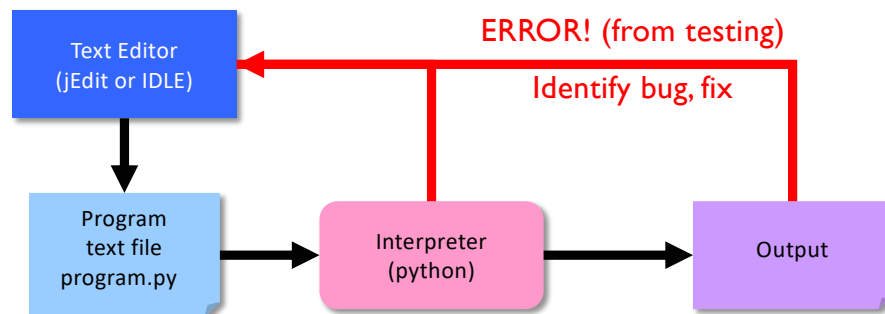 Text Editor
(jEdit or IDLE)
ERROR! (from testing)
Identify bug, fix
Program
text file
program.py
Interpreter
(python)
Output